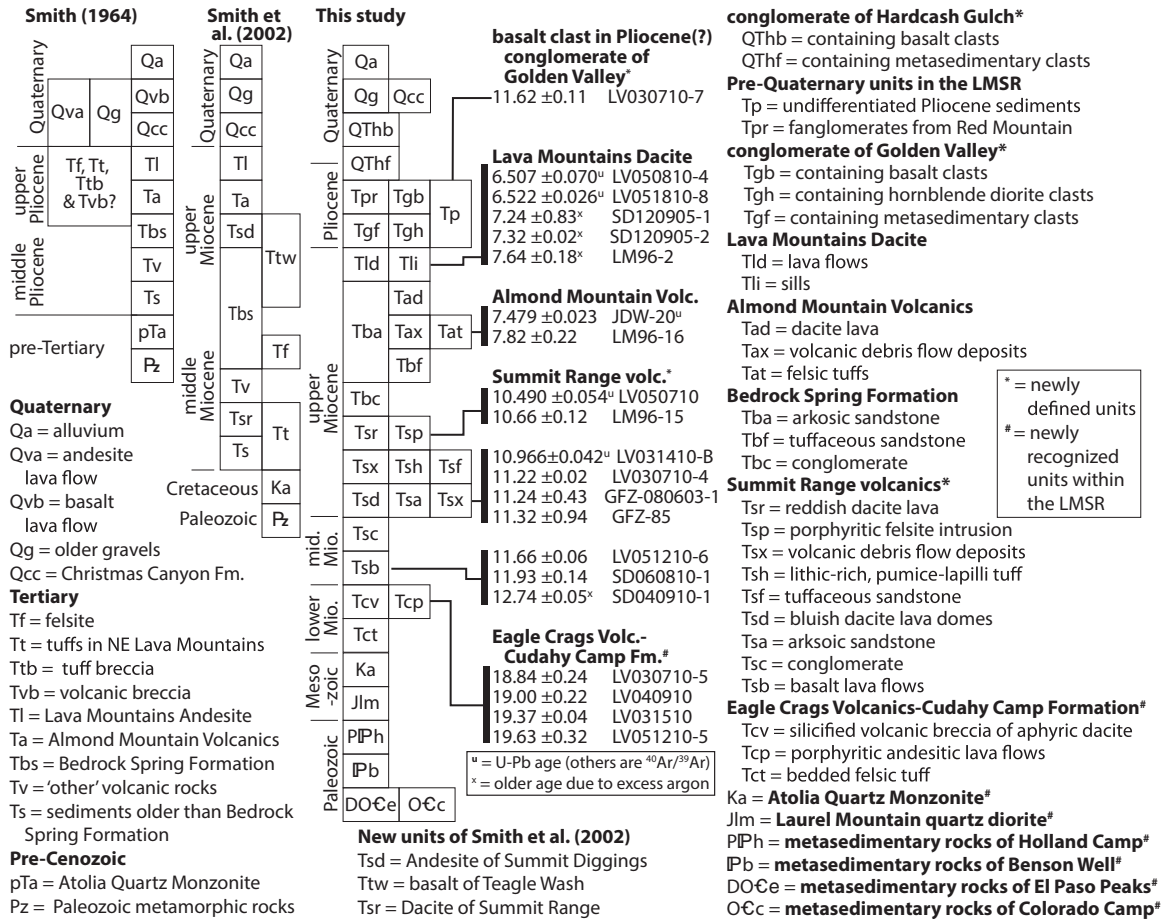 Smith (1964)
Quaternary
upper
Pliocene
middle
Pliocene
pre-Tertiary
Qva
Qg
Tf, Tt,
Ttb
& Tvb?
Qa
Qvb
Qcc
Tl
Ta
Tbs
Tv
Ts
pTa
Pz
Quaternary
Qa = alluvium
Qva = andesite
lava flow
Qvb = basalt
lava flow
Qg = older gravels
Qcc = Christmas Canyon Fm.
Tertiary
Tf = felsite
Tt = tuffs in NE Lava Mountains
Ttb = tuff breccia
Tvb = volcanic breccia
Tl = Lava Mountains Andesite
Ta = Almond Mountain Volcanics
Tbs = Bedrock Spring Formation
Tv = ‘other’ volcanic rocks
Ts = sediments older than Bedrock
Spring Formation
Pre-Cenozoic
pTa = Atolia Quartz Monzonite
Pz = Paleozoic metamorphic rocks
Smith et
al. (2002)
Quaternary
upper
Miocene
middle
Miocene
Cretaceous
Paleozoic
Qa
Qg
Qcc
Tl
Ta
Tsd
Ttw
Tbs
Tf
Tv
Tsr
Tt
Ts
Ka
Pz
This study
Quaternary
Pliocene
upper
Miocene
mid.
Mio.
lower
Mio.
Meso
-zoic
Paleozoic
Qa
Qg Qcc
QThb
QThf
Tpr Tgb
Tp
Tgf Tgh
Tld Tli
Tad
Tba Tax Tat
Tbf
Tbc
Tsr Tsp
Tsx Tsh Tsf
Tsd Tsa Tsx
Tsc
Tsb
Tcv Tcp
Tct
Ka
Jlm
PIPh
IPb
DO€e O€c
basalt clast in Pliocene(?)
conglomerate of
Golden Valley*
11.62 ±0.11 LV030710-7
Lava Mountains Dacite
6.507 ±0.070ᵘ LV050810-4
6.522 ±0.026ᵘ LV051810-8
7.24 ±0.83ˣ SD120905-1
7.32 ±0.02ˣ SD120905-2
7.64 ±0.18ˣ LM96-2
Almond Mountain Volc.
7.479 ±0.023 JDW-20ᵘ
7.82 ±0.22 LM96-16
Summit Range volc.*
10.490 ±0.054ᵘ LV050710
10.66 ±0.12 LM96-15
10.966±0.042ᵘ LV031410-B
11.22 ±0.02 LV030710-4
11.24 ±0.43 GFZ-080603-1
11.32 ±0.94 GFZ-85
11.66 ±0.06 LV051210-6
11.93 ±0.14 SD060810-1
12.74 ±0.05ˣ SD040910-1
Eagle Crags Volc.-
Cudahy Camp Fm.#
18.84 ±0.24 LV030710-5
19.00 ±0.22 LV040910
19.37 ±0.04 LV031510
19.63 ±0.32 LV051210-5
u = U-Pb age (others are ⁴⁰Ar/³⁹Ar)
x = older age due to excess argon
New units of Smith et al. (2002)
Tsd = Andesite of Summit Diggings
Ttw = basalt of Teagle Wash
Tsr = Dacite of Summit Range
conglomerate of Hardcash Gulch*
QThb = containing basalt clasts
QThf = containing metasedimentary clasts
Pre-Quaternary units in the LMSR
Tp = undifferentiated Pliocene sediments
Tpr = fanglomerates from Red Mountain
conglomerate of Golden Valley*
Tgb = containing basalt clasts
Tgh = containing hornblende diorite clasts
Tgf = containing metasedimentary clasts
Lava Mountains Dacite
Tld = lava flows
Tli = sills
Almond Mountain Volcanics
Tad = dacite lava
Tax = volcanic debris flow deposits
Tat = felsic tuffs
Bedrock Spring Formation
Tba = arkosic sandstone
Tbf = tuffaceous sandstone
Tbc = conglomerate
Summit Range volcanics*
Tsr = reddish dacite lava
Tsp = porphyritic felsite intrusion
Tsx = volcanic debris flow deposits
Tsh = lithic-rich, pumice-lapilli tuff
Tsf = tuffaceous sandstone
Tsd = bluish dacite lava domes
Tsa = arksoic sandstone
Tsc = conglomerate
Tsb = basalt lava flows
Eagle Crags Volcanics-Cudahy Camp Formation#
Tcv = silicified volcanic breccia of aphyric dacite
Tcp = porphyritic andesitic lava flows
Tct = bedded felsic tuff
Ka = Atolia Quartz Monzonite#
Jlm = Laurel Mountain quartz diorite#
PIPh = metasedimentary rocks of Holland Camp#
IPb = metasedimentary rocks of Benson Well#
DO€e = metasedimentary rocks of El Paso Peaks#
O€c = metasedimentary rocks of Colorado Camp#
* = newly
defined units
# = newly
recognized
units within
the LMSR